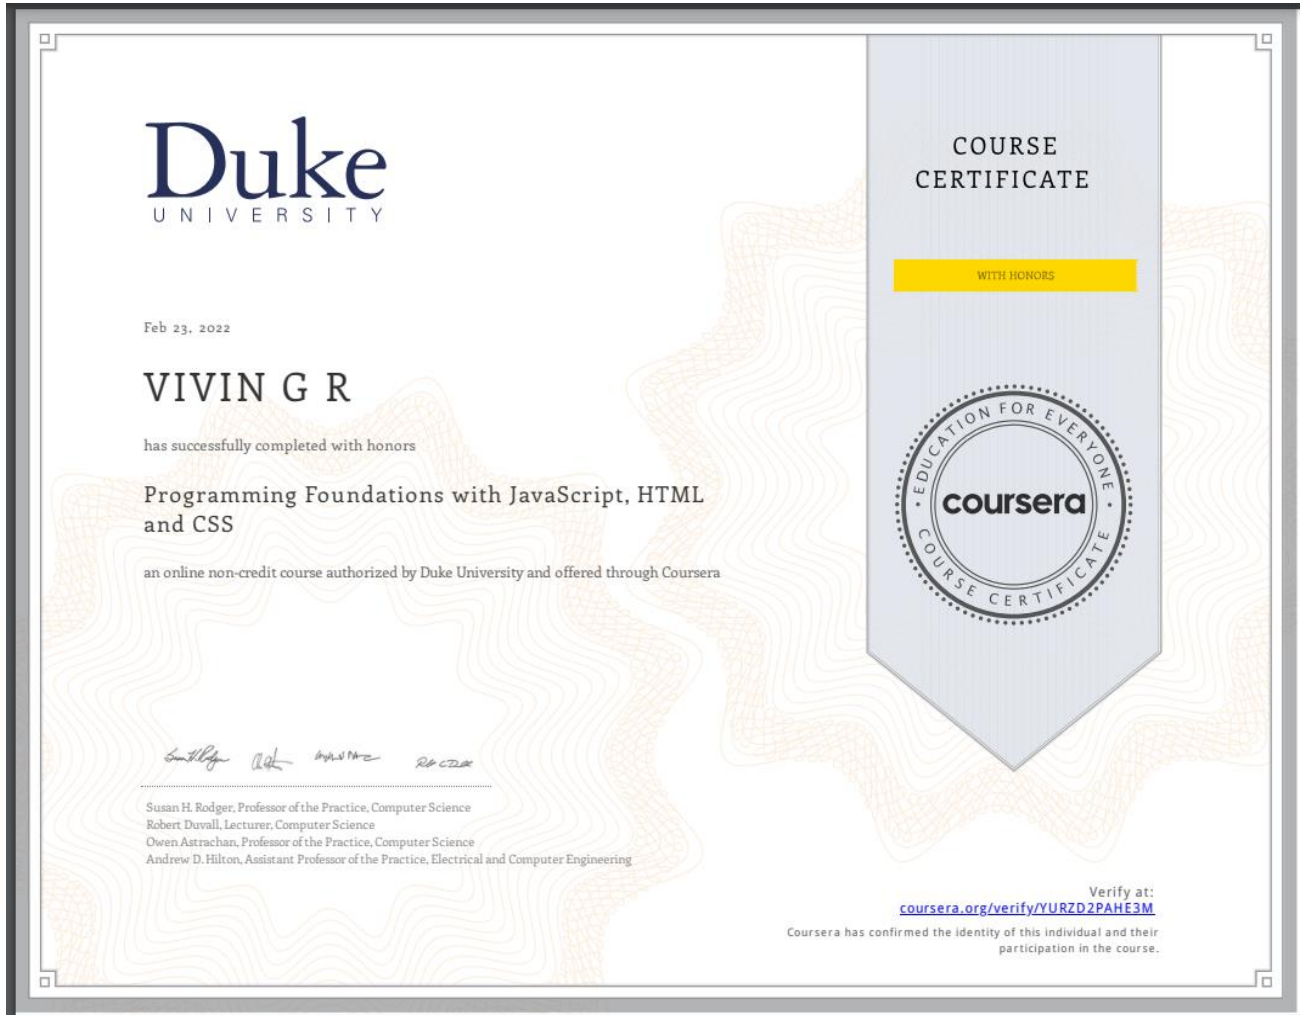 Duke
UNIVERSITY
COURSE
CERTIFICATE
WITH HONORS
Feb 23, 2022
VIVIN G R
has successfully completed with honors
Programming Foundations with JavaScript, HTML
and CSS
an online non-credit course authorized by Duke University and offered through Coursera
EDUCATION FOR EVERYONE
coursera
COURSE CERTIFICATE
Susan H. Rodger, Professor of the Practice, Computer Science
Robert Duvall, Lecturer, Computer Science
Owen Astrachan, Professor of the Practice, Computer Science
Andrew D. Hilton, Assistant Professor of the Practice, Electrical and Computer Engineering
Verify at:
coursera.org/verify/YURZD2PAHE3M
Coursera has confirmed the identity of this individual and their
participation in the course.